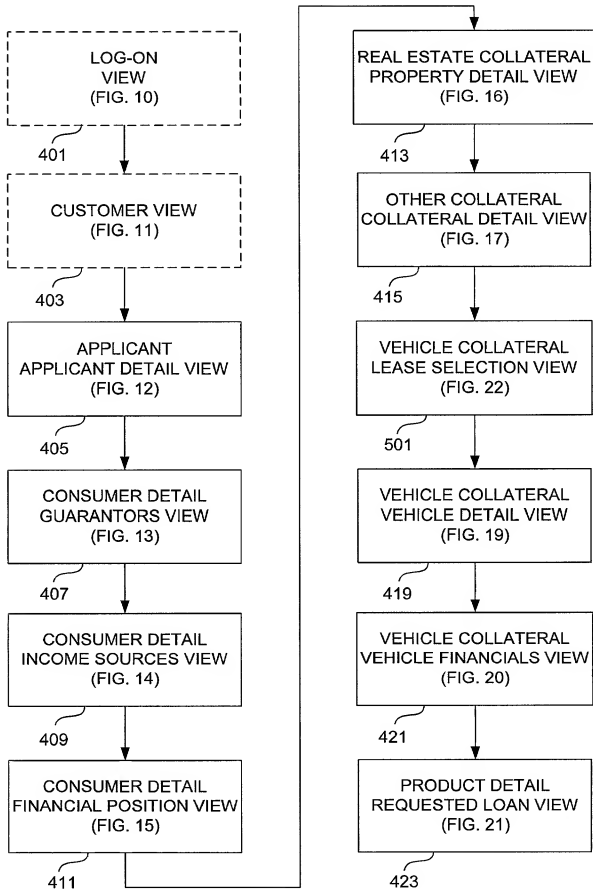 LOG-ON
VIEW
(FIG. 10)
401
CUSTOMER VIEW
(FIG. 11)
403
APPLICANT
APPLICANT DETAIL VIEW
(FIG. 12)
405
CONSUMER DETAIL
GUARANTORS VIEW
(FIG. 13)
407
CONSUMER DETAIL
INCOME SOURCES VIEW
(FIG. 14)
409
CONSUMER DETAIL
FINANCIAL POSITION VIEW
(FIG. 15)
411
REAL ESTATE COLLATERAL
PROPERTY DETAIL VIEW
(FIG. 16)
413
OTHER COLLATERAL
COLLATERAL DETAIL VIEW
(FIG. 17)
415
VEHICLE COLLATERAL
LEASE SELECTION VIEW
(FIG. 22)
501
VEHICLE COLLATERAL
VEHICLE DETAIL VIEW
(FIG. 19)
419
VEHICLE COLLATERAL
VEHICLE FINANCIALS VIEW
(FIG. 20)
421
PRODUCT DETAIL
REQUESTED LOAN VIEW
(FIG. 21)
423